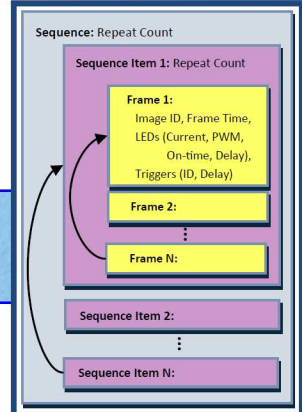 Sequence: Repeat Count
Sequence Item 1: Repeat Count
Frame 1:
Image ID, Frame Time,
LEDs (Current, PWM,
On-time, Delay),
Triggers (ID, Delay)
Frame 2:
Frame N:
Sequence Item 2:
Sequence Item N: